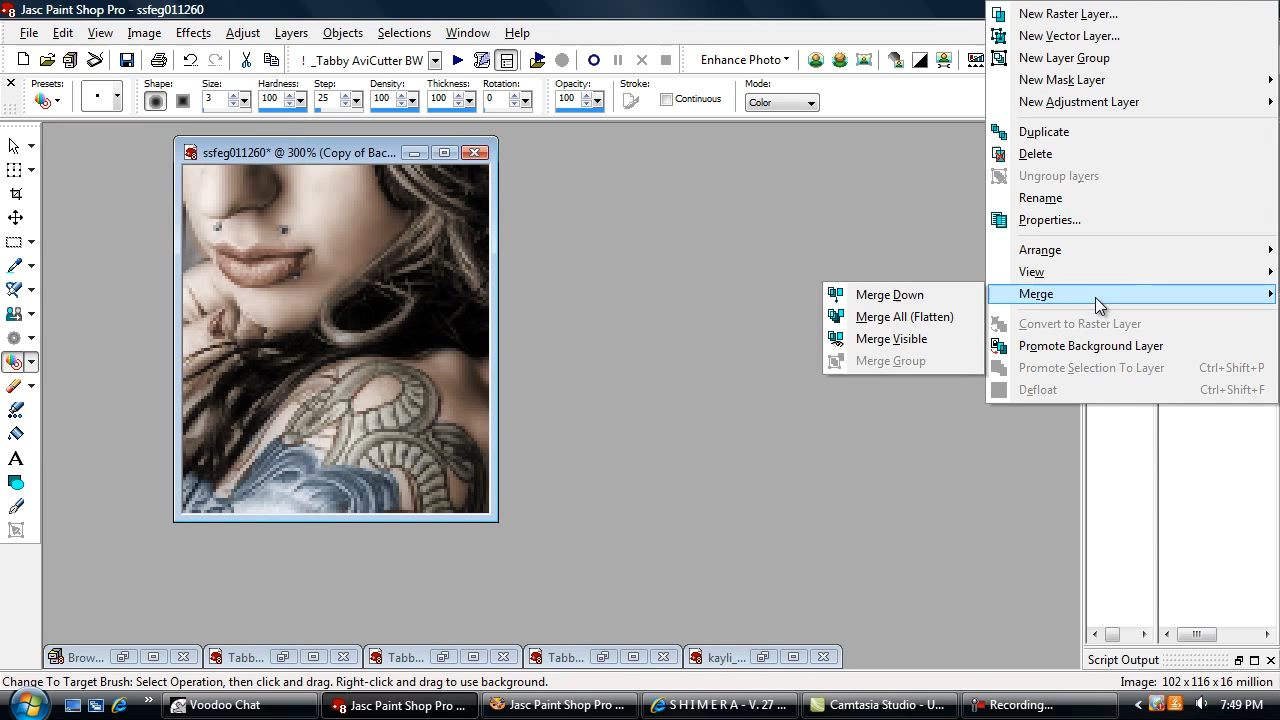 Jasc Paint Shop Pro - ssfeg011260
File Edit View Image Effects Adjust Layers Objects Selections Window Help
! _Tabby AviCutter BW
Enhance Photo
Presets: Shape: Size: Hardness: Step: Density: Thickness: Rotation: Opacity: Stroke: Mode:
3 100 25 100 100 0 100 Continuous Color
ssfeg011260* @ 300% (Copy of Bac...
New Raster Layer...
New Vector Layer...
New Layer Group
New Mask Layer
New Adjustment Layer
Duplicate
Delete
Ungroup layers
Rename
Properties...
Arrange
View
Merge
Convert to Raster Layer
Promote Background Layer
Promote Selection To Layer Ctrl+Shift+P
Defloat Ctrl+Shift+F
Merge Down
Merge All (Flatten)
Merge Visible
Merge Group
A
Brow... Tabb... Tabb... Tabb... kayli_...
Script Output
Change To Target Brush: Select Operation, then click and drag. Right-click and drag to use background.
Image: 102 x 116 x 16 million
Voodoo Chat
Jasc Paint Shop Pro ...
Jasc Paint Shop Pro ...
S H I M E R A - V. 27 ...
Camtasia Studio - U...
Recording...
7:49 PM